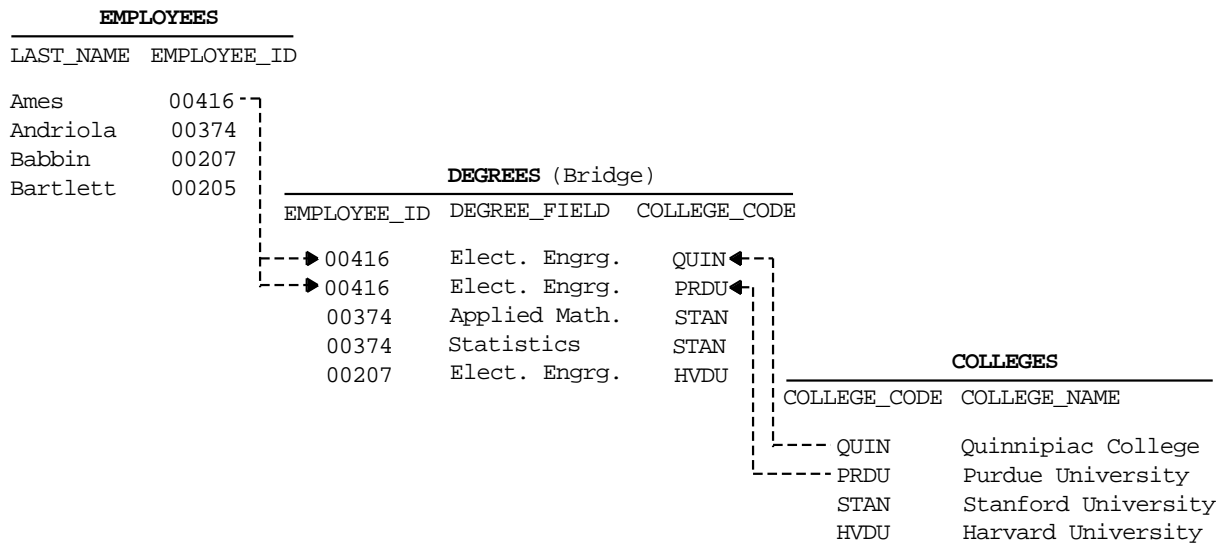 EMPLOYEES
LAST_NAME EMPLOYEE_ID
Ames 00416
Andriola 00374
Babbin 00207
Bartlett 00205
DEGREES (Bridge)
EMPLOYEE_ID DEGREE_FIELD COLLEGE_CODE
00416 Elect. Engrg. QUIN
00416 Elect. Engrg. PRDU
00374 Applied Math. STAN
00374 Statistics STAN
00207 Elect. Engrg. HVDU
COLLEGES
COLLEGE_CODE COLLEGE_NAME
QUIN Quinnipiac College
PRDU Purdue University
STAN Stanford University
HVDU Harvard University